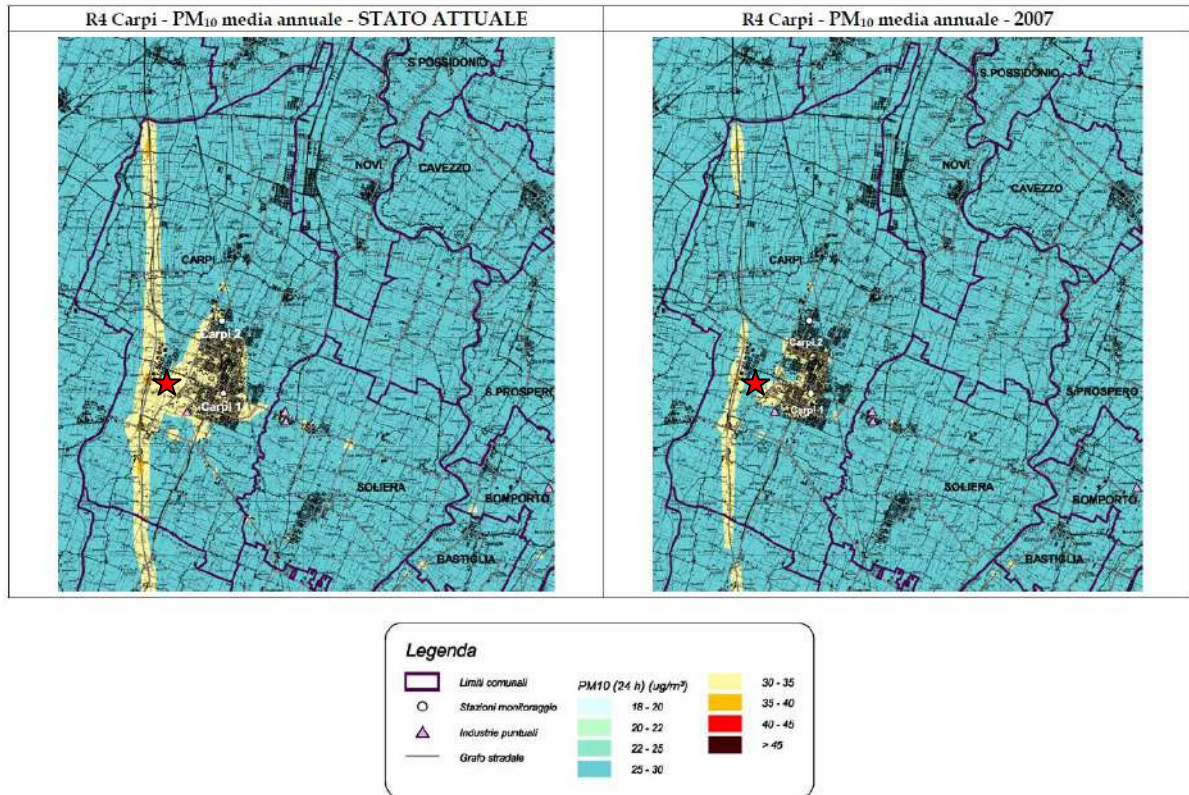 R4 Carpi - PM₁₀ media annuale - STATO ATTUALE
S.POSSIDONIO
NOVI
CAVEZZO
CARPI
Carpi 2
Carpi 1
S.PROSPERO
SOLIERA
BOMPORTO
BASTIGLIA
R4 Carpi - PM₁₀ media annuale - 2007
S.POSSIDONIO
NOVI
CAVEZZO
CARPI
Carpi 2
Carpi 1
S.PROSPERO
SOLIERA
BOMPORTO
BASTIGLIA
Legenda
Limiti comunali
Stazioni monitoraggio
Industrie puntuali
Grafo stradale
PM10 (24 h) (ug/m³)
18 - 20
20 - 22
22 - 25
25 - 30
30 - 35
35 - 40
40 - 45
> 45